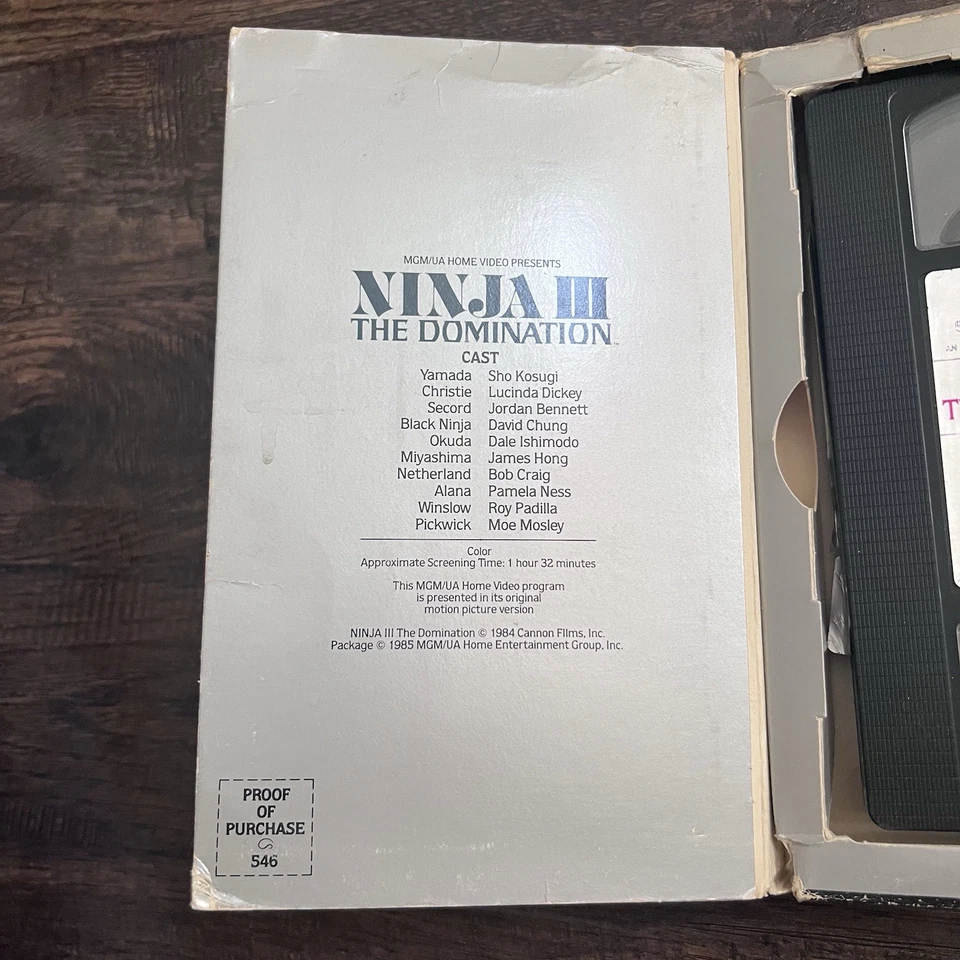 MGM/UA HOME VIDEO PRESENTS
NINJA III
THE DOMINATION™
CAST
Yamada Sho Kosugi
Christie Lucinda Dickey
Secord Jordan Bennett
Black Ninja David Chung
Okuda Dale Ishimodo
Miyashima James Hong
Netherland Bob Craig
Alana Pamela Ness
Winslow Roy Padilla
Pickwick Moe Mosley
Color
Approximate Screening Time: 1 hour 32 minutes
This MGM/UA Home Video program
is presented in its original
motion picture version
NINJA III The Domination © 1984 Cannon FIlms, Inc.
Package © 1985 MGM/UA Home Entertainment Group, Inc.
PROOF
OF
PURCHASE
546